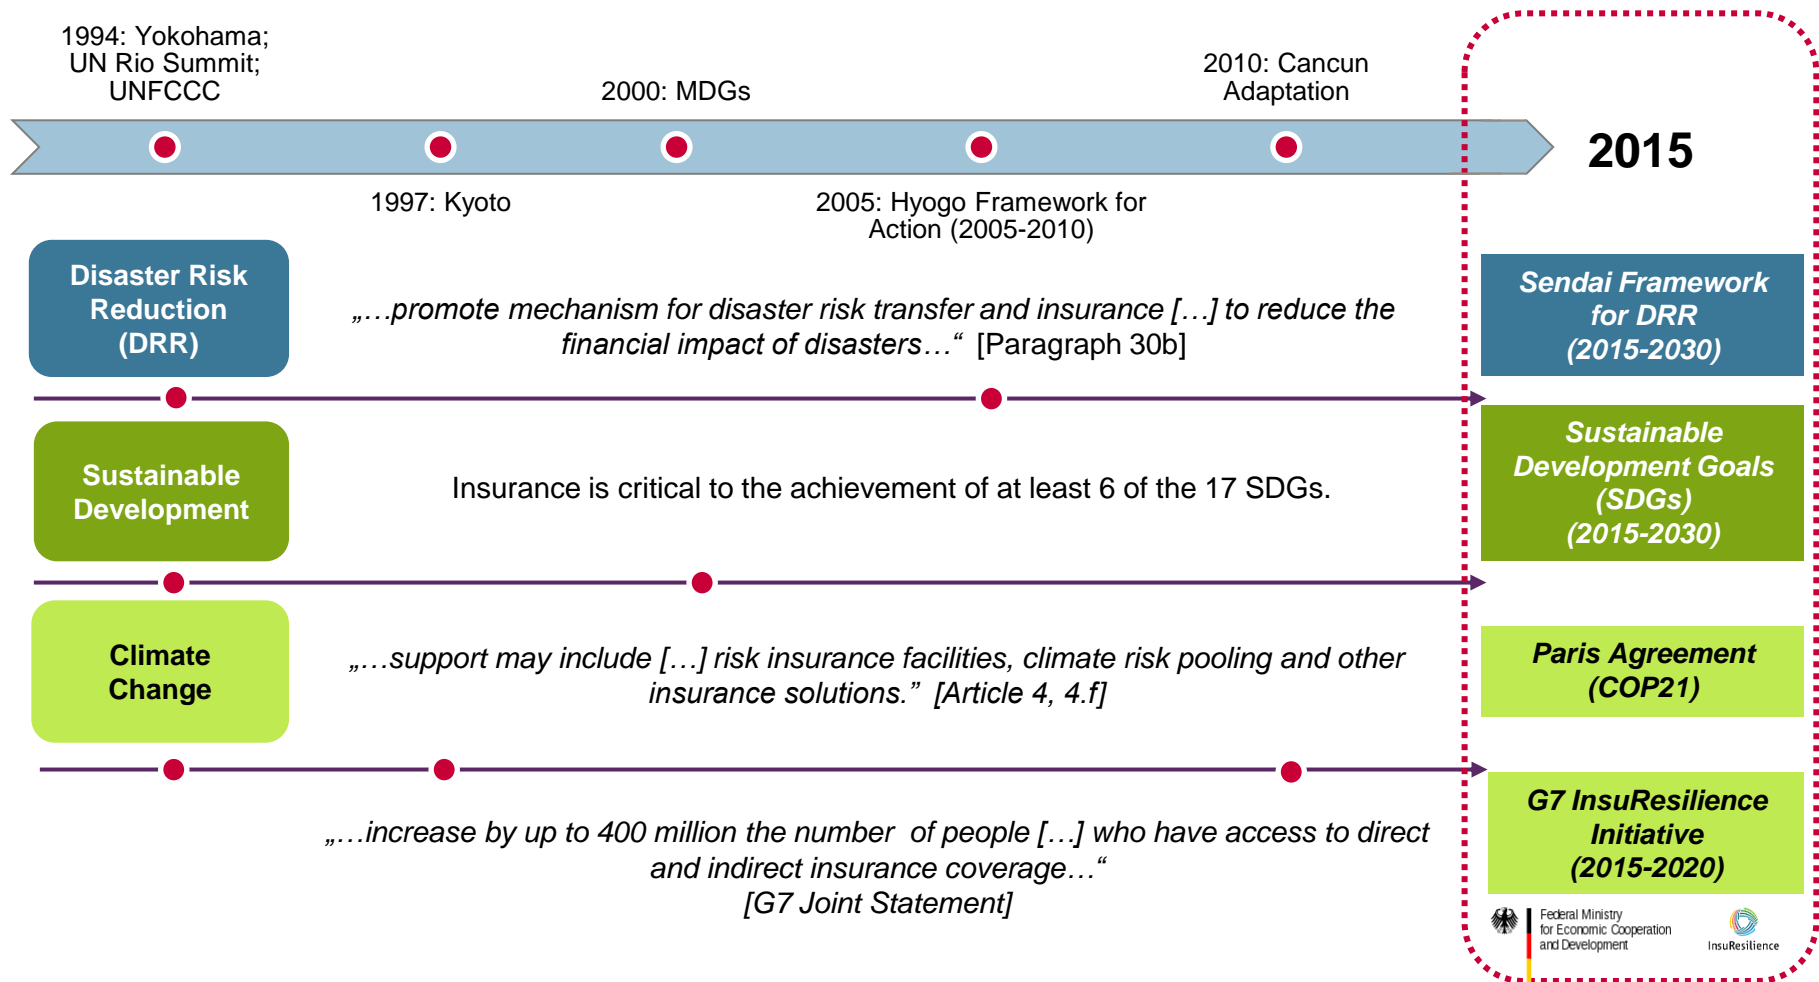 1994: Yokohama;
UN Rio Summit;
UNFCCC
2000: MDGs
2010: Cancun
Adaptation
2015
1997: Kyoto
2005: Hyogo Framework for
Action (2005-2010)
Disaster Risk
Reduction
(DRR)
„…promote mechanism for disaster risk transfer and insurance […] to reduce the
financial impact of disasters…“ [Paragraph 30b]
Sendai Framework
for DRR
(2015-2030)
Sustainable
Development
Insurance is critical to the achievement of at least 6 of the 17 SDGs.
Sustainable
Development Goals
(SDGs)
(2015-2030)
Climate
Change
„…support may include […] risk insurance facilities, climate risk pooling and other
insurance solutions.” [Article 4, 4.f]
Paris Agreement
(COP21)
„…increase by up to 400 million the number of people […] who have access to direct
and indirect insurance coverage…“
[G7 Joint Statement]
G7 InsuResilience
Initiative
(2015-2020)
Federal Ministry
for Economic Cooperation
and Development
InsuResilience